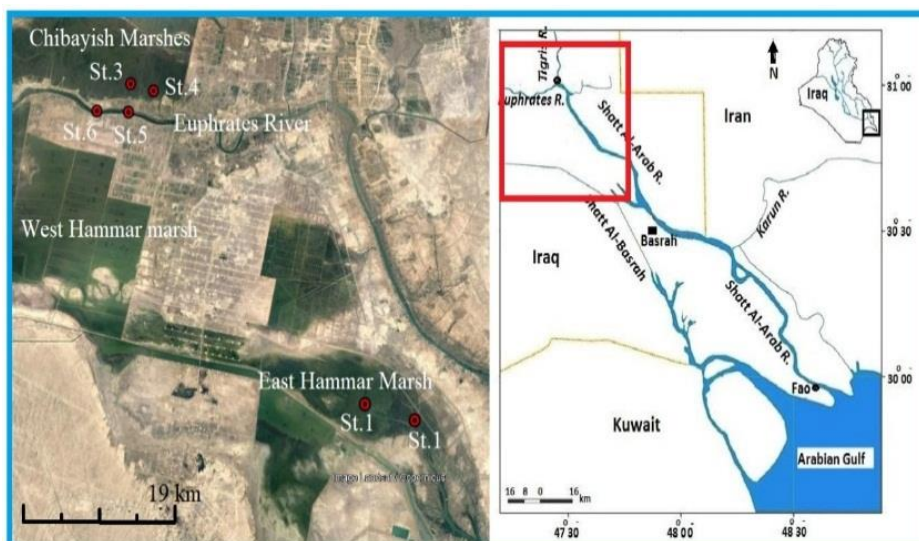 Chibayish Marshes
St.3
St.4
St.6
St.5
Euphrates River
West Hammar marsh
East Hammar Marsh
St.1
St.1
19 km
Tigris R.
Euphrates R.
Shatt Al-Arab R.
N
Iraq
Iran
Shatt Al-Basrah
Basrah
Karun R.
Iraq
Shatt Al-Arab R.
Fao
Kuwait
Arabian Gulf
16 8 0 16
km
31 00
30 30
30 00
47 30
48 00
48 30